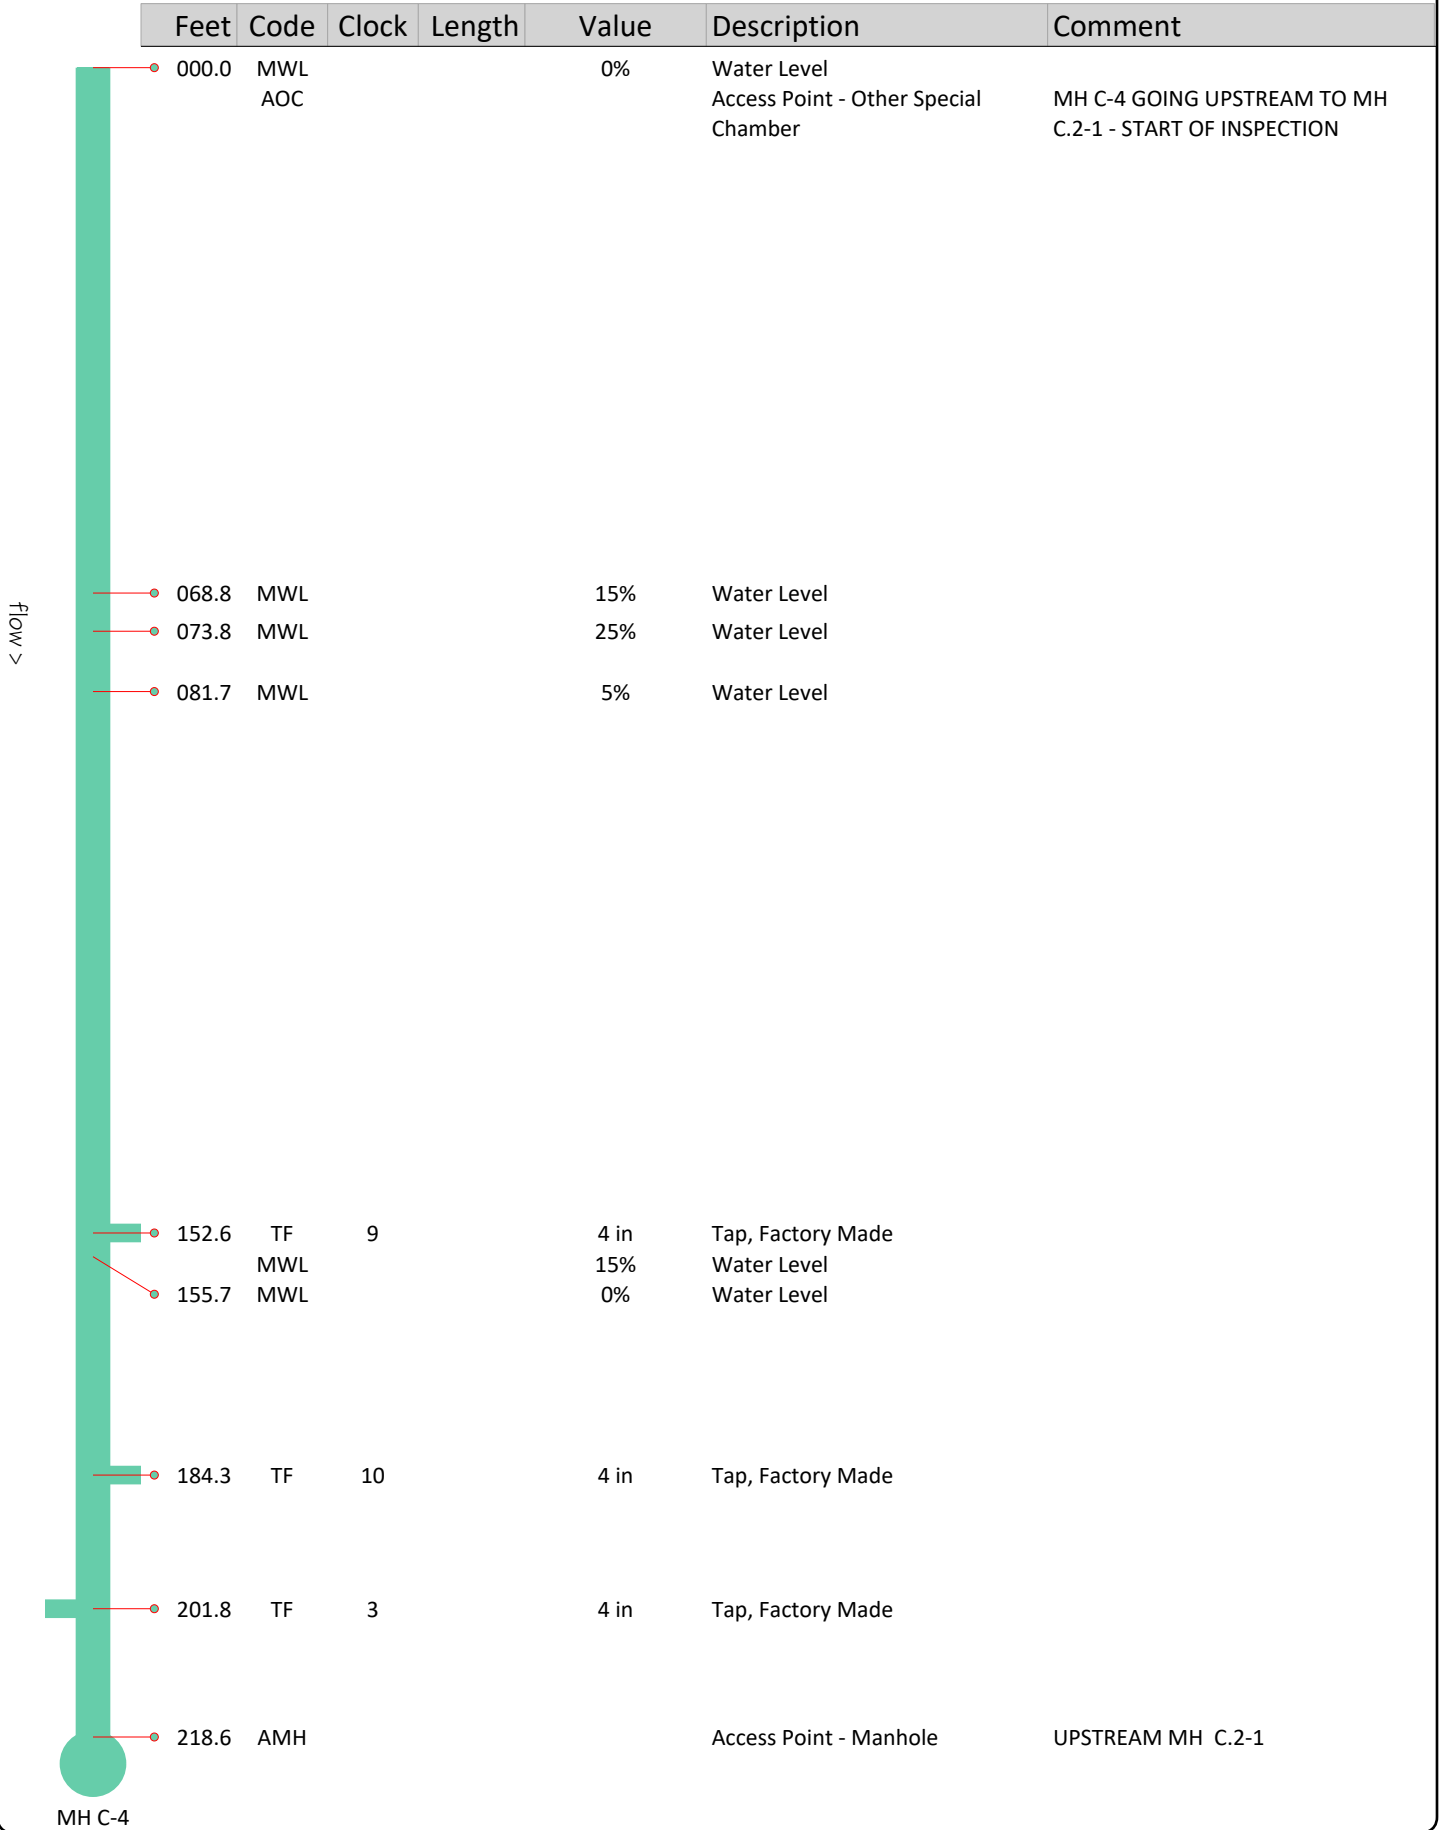 Feet Code Clock Length Value Description Comment
000.0 MWL 0% Water Level
AOC Access Point - Other Special MH C-4 GOING UPSTREAM TO MH
Chamber C.2-1 - START OF INSPECTION
068.8 MWL 15% Water Level
flow >
073.8 MWL 25% Water Level
081.7 MWL 5% Water Level
152.6 TF 9 4 in Tap, Factory Made
MWL 15% Water Level
155.7 MWL 0% Water Level
184.3 TF 10 4 in Tap, Factory Made
201.8 TF 3 4 in Tap, Factory Made
218.6 AMH Access Point - Manhole UPSTREAM MH C.2-1
MH C-4